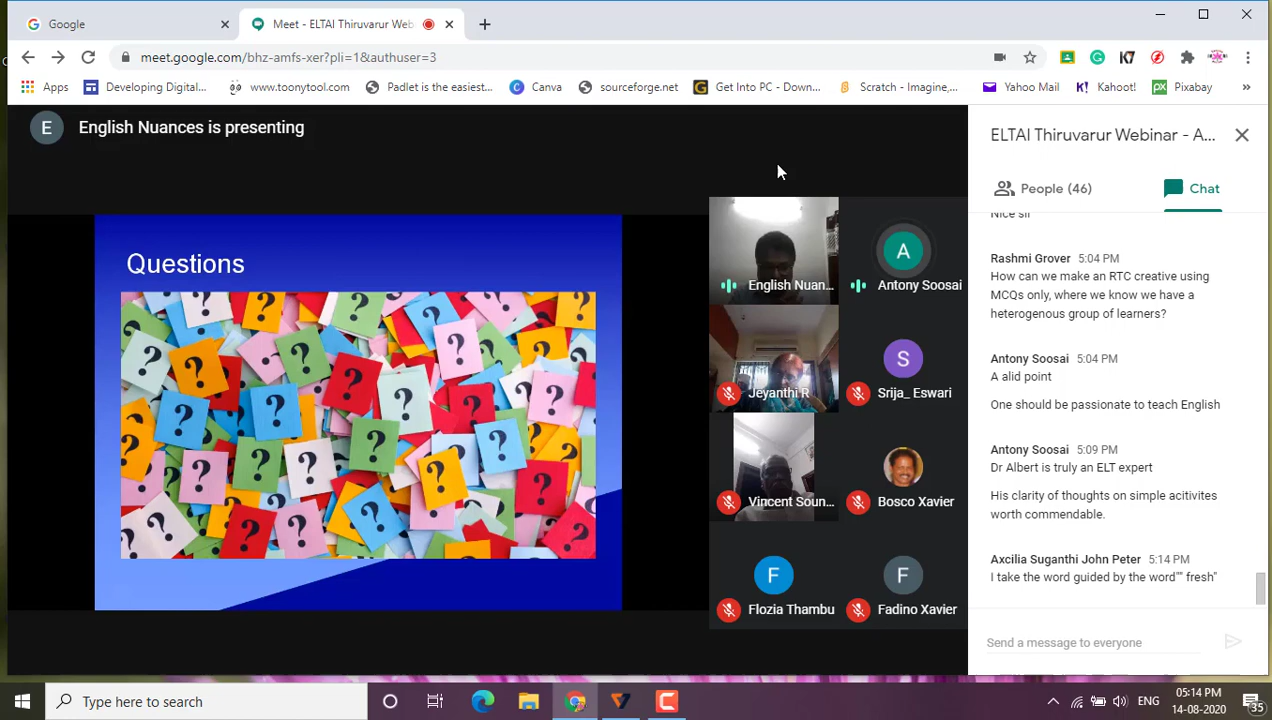 Google
Meet - ELTAI Thiruvarur Web
meet.google.com/bhz-amfs-xer?pli=1&authuser=3
Apps
Developing Digital...
www.tonytool.com
Padlet is the easiest...
Canva
sourceforge.net
Get Into PC - Down...
Scratch - Imagine,...
Yahoo Mail
Kahoot!
Pixabay
E
English Nuances is presenting
ELTAI Thiruvarur Webinar - A...
People (46)
Chat
Nice sir
Rashmi Grover 5:04 PM
How can we make an RTC creative using
MCQs only, where we know we have a
heterogenous group of learners?
Antony Soosai 5:04 PM
A alid point
One should be passionate to teach English
Antony Soosai 5:09 PM
Dr Albert is truly an ELT expert
His clarity of thoughts on simple acitivites
worth commendable.
Axcilia Suganthi John Peter 5:14 PM
I take the word guided by the word"" fresh"
Send a message to everyone
Questions
English Nuan...
A
Antony Soosai
Jeyanthi R
S
Srija_ Eswari
Vincent Soun...
Bosco Xavier
F
Flozia Thambu
F
Fadino Xavier
Type here to search
ENG
05:14 PM
14-08-2020
35